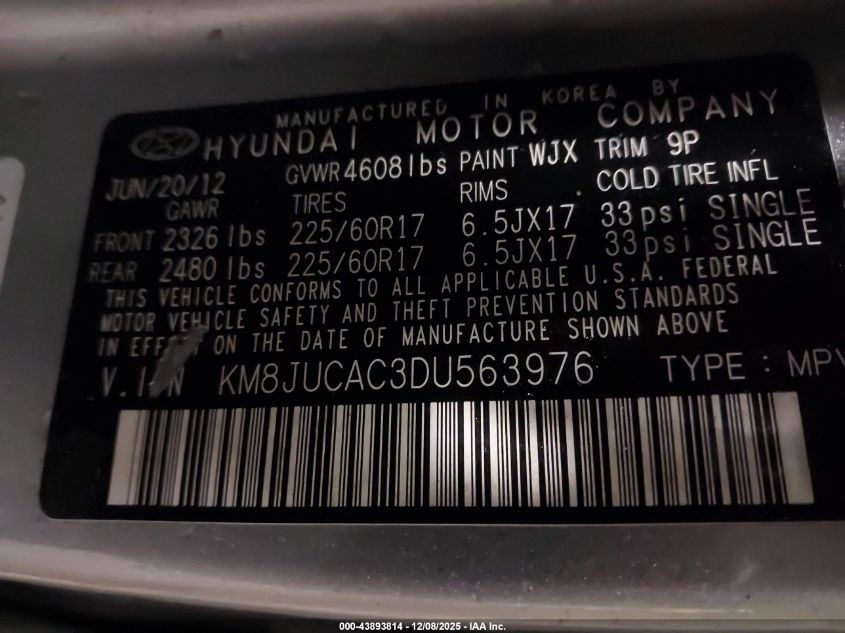 MANUFACTURED IN KOREA BY
HYUNDAI MOTOR COMPANY
JUN/20/12 GVWR 4608lbs PAINT WJX TRIM 9P
GAWR TIRES RIMS COLD TIRE INFL
FRONT 2326 lbs 225/60R17 6.5JX17 33psi SINGLE
REAR 2480 lbs 225/60R17 6.5JX17 33psi SINGLE
THIS VEHICLE CONFORMS TO ALL APPLICABLE U.S.A. FEDERAL
MOTOR VEHICLE SAFETY AND THEFT PREVENTION STANDARDS
IN EFFECT ON THE DATE OF MANUFACTURE SHOWN ABOVE
V.I.N KM8JUCAC3DU563976 TYPE : MPV
000-43893814 - 12/08/2025 - IAA Inc.